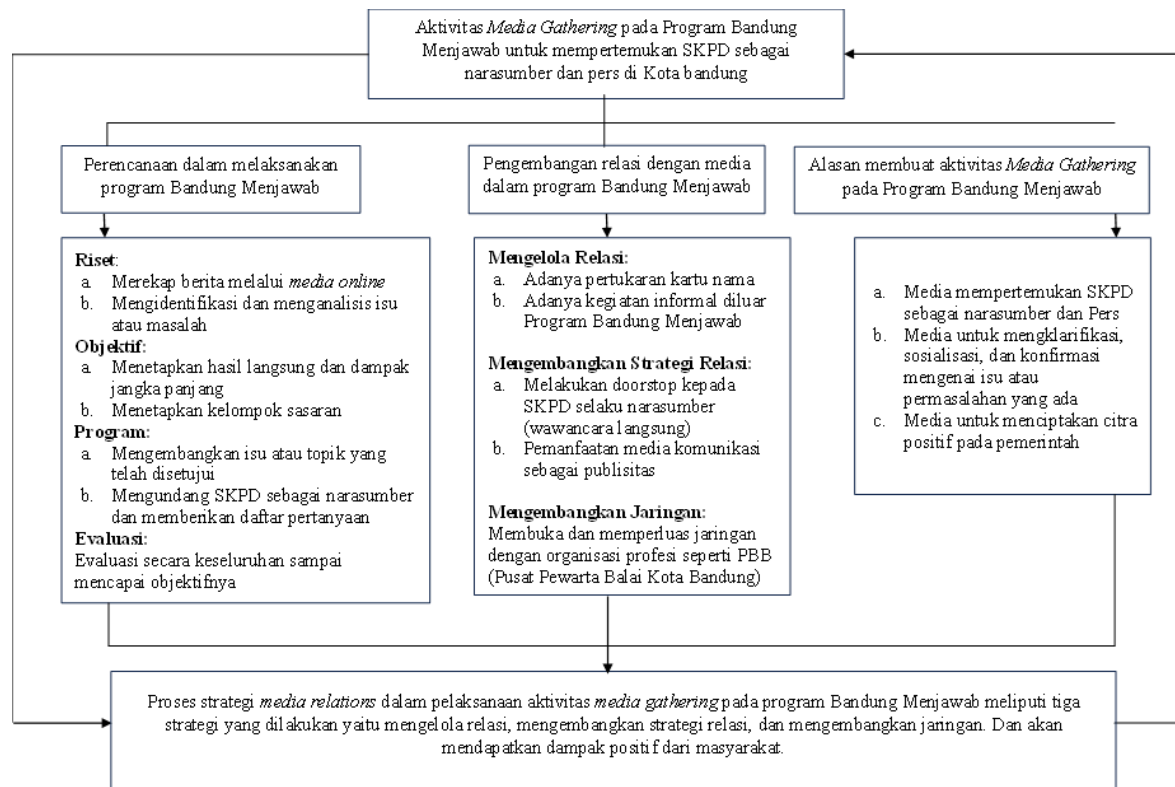 Aktivitas Media Gathering pada Program Bandung
Menjawab untuk mempertemukan SKPD sebagai
narasumber dan pers di Kota bandung
Perencanaan dalam melaksanakan
program Bandung Menjawab
Pengembangan relasi dengan media
dalam program Bandung Menjawab
Alasan membuat aktivitas Media Gathering
pada Program Bandung Menjawab
Riset:
a. Merekap berita melalui media online
b. Mengidentifikasi dan menganalisis isu
atau masalah
Objektif:
a. Menetapkan hasil langsung dan dampak
jangka panjang
b. Menetapkan kelompok sasaran
Program:
a. Mengembangkan isu atau topik yang
telah disetujui
b. Mengundang SKPD sebagai narasumber
dan memberikan daftar pertanyaan
Evaluasi:
Evaluasi secara keseluruhan sampai
mencapai objektifnya
Mengelola Relasi:
a. Adanya pertukaran kartu nama
b. Adanya kegiatan informal diluar
Program Bandung Menjawab
Mengembangkan Strategi Relasi:
a. Melakukan doorstop kepada
SKPD selaku narasumber
(wawancara langsung)
b. Pemanfaatan media komunikasi
sebagai publisitas
Mengembangkan Jaringan:
Membuka dan memperluas jaringan
dengan organisasi profesi seperti PBB
(Pusat Pewarta Balai Kota Bandung)
a. Media mempertemukan SKPD
sebagai narasumber dan Pers
b. Media untuk mengklarifikasi,
sosialisasi, dan konfirmasi
mengenai isu atau
permasalahan yang ada
c. Media untuk menciptakan citra
positif pada pemerintah
Proses strategi media relations dalam pelaksanaan aktivitas media gathering pada program Bandung Menjawab meliputi tiga
strategi yang dilakukan yaitu mengelola relasi, mengembangkan strategi relasi, dan mengembangkan jaringan. Dan akan
mendapatkan dampak positif dari masyarakat.